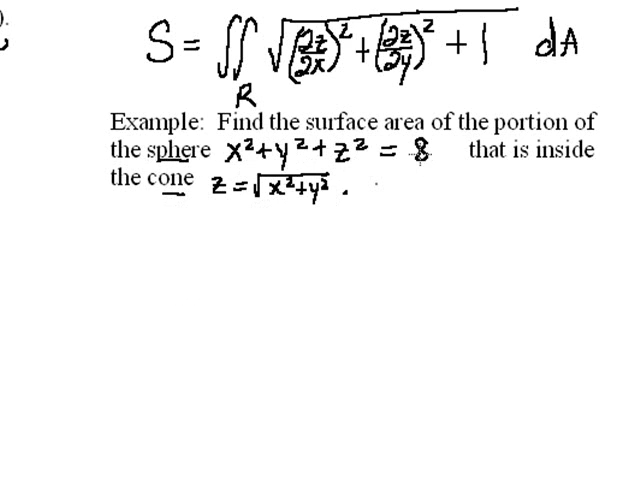 ).
S = ∬_R √((∂z/∂x)² + (∂z/∂y)² + 1) dA
Example: Find the surface area of the portion of
the sphere x² + y² + z² = 8 that is inside
the cone z = √(x² + y²) .